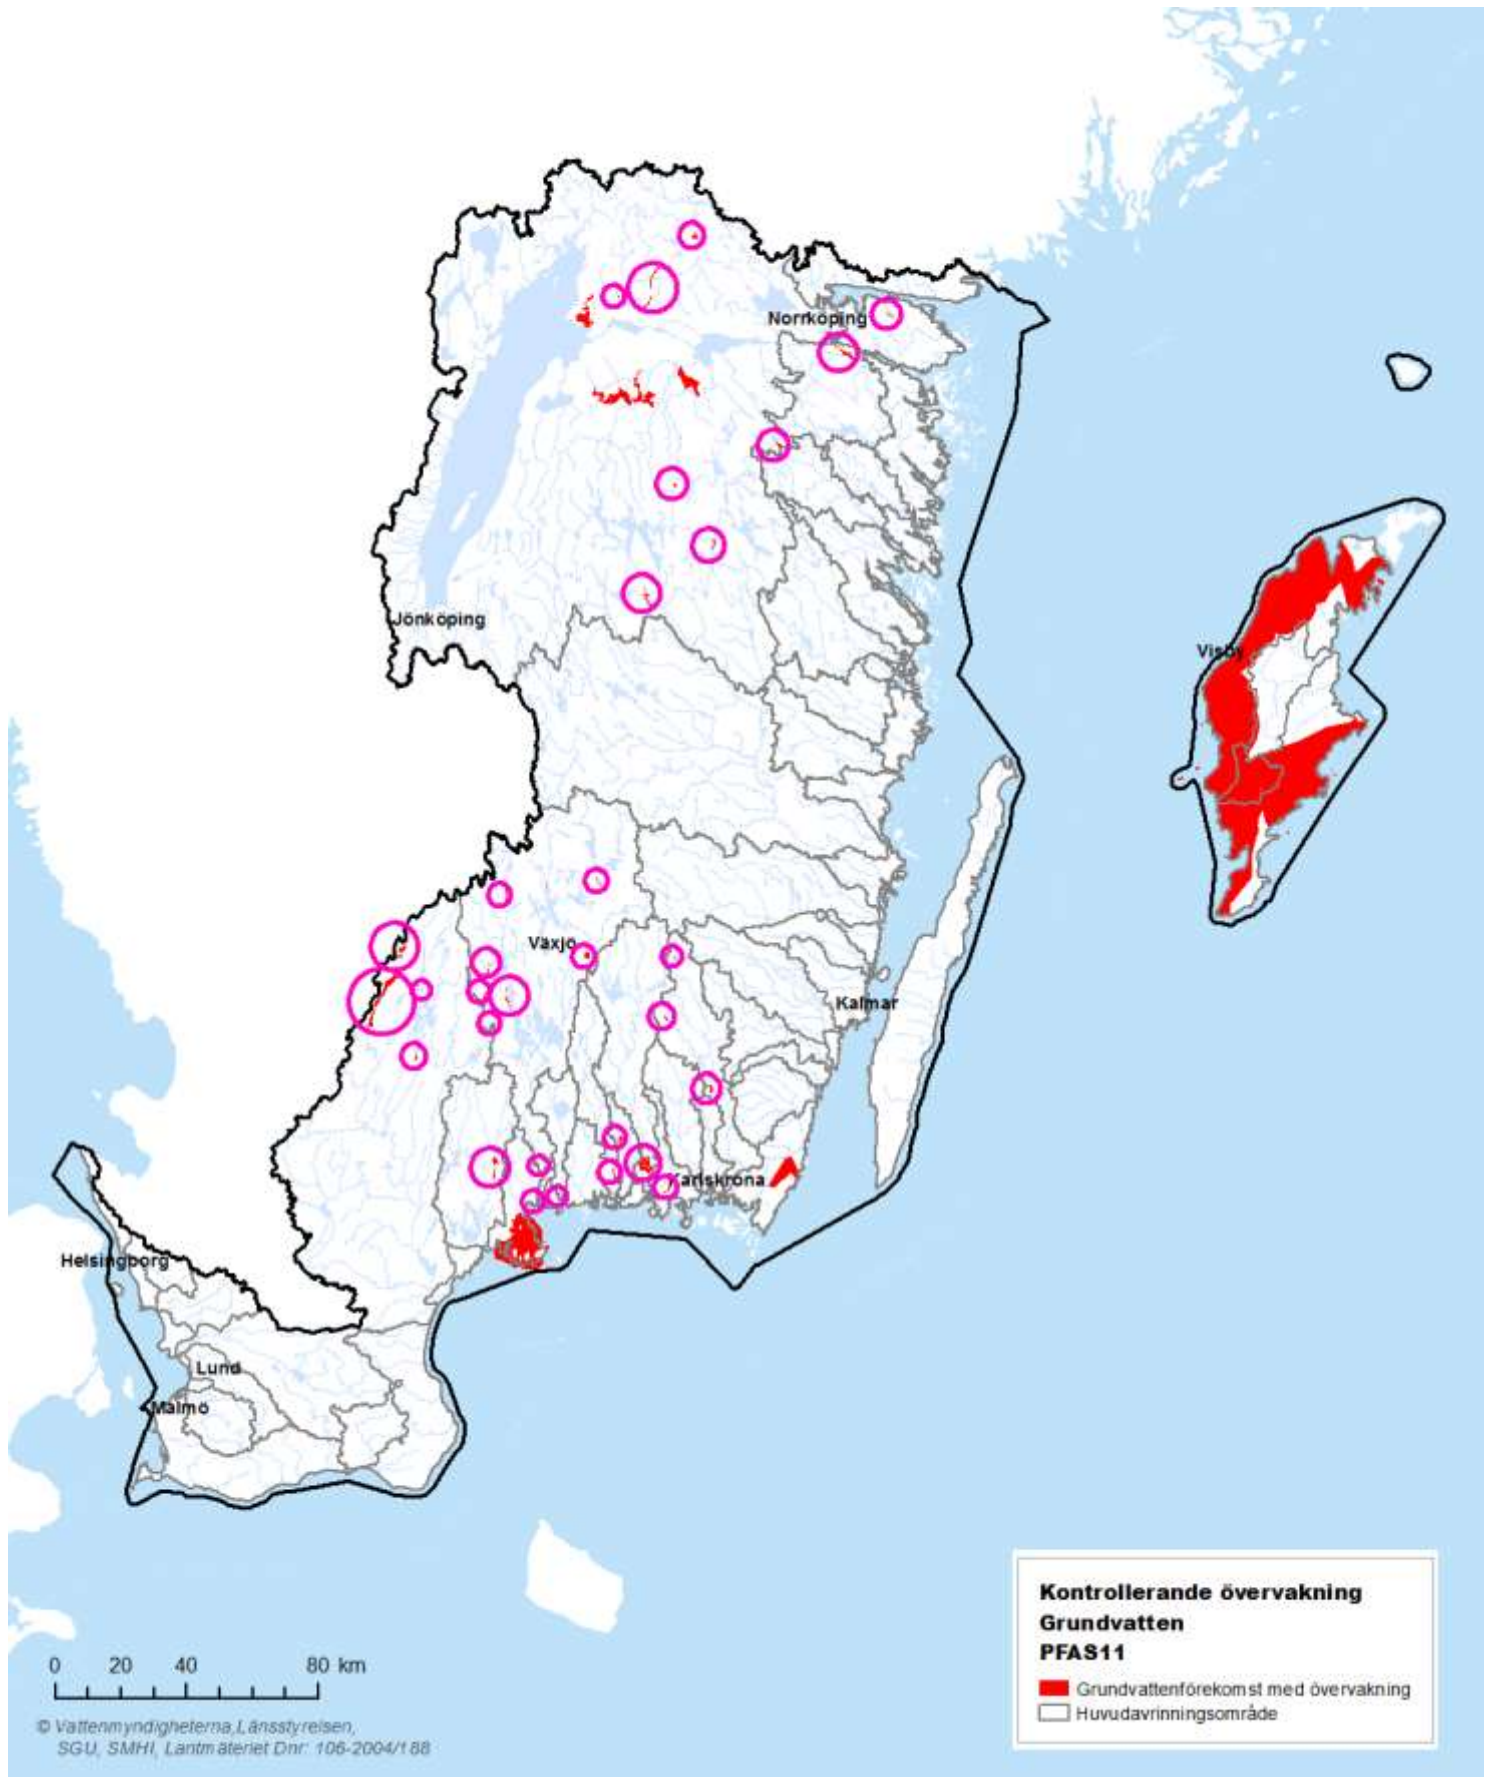 Norrköping
Jönköping
Visby
Växjö
Kalmar
Karlskrona
Helsingborg
Lund
Malmö
Kontrollerande övervakning
Grundvatten
PFAS11
Grundvattenförekomst med övervakning
Huvudavrinningsområde
0 20 40 80 km
© Vattenmyndigheterna,Länsstyrelsen,
SGU, SMHI, Lantmäteriet Dnr: 106-2004/188